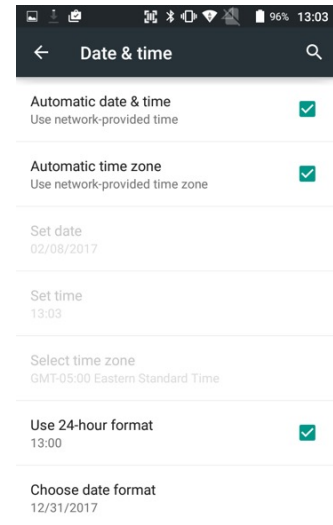 96% 13:03
Date & time
Automatic date & time
Use network-provided time
Automatic time zone
Use network-provided time zone
Set date
02/08/2017
Set time
13:03
Select time zone
GMT-05:00 Eastern Standard Time
Use 24-hour format
13:00
Choose date format
12/31/2017